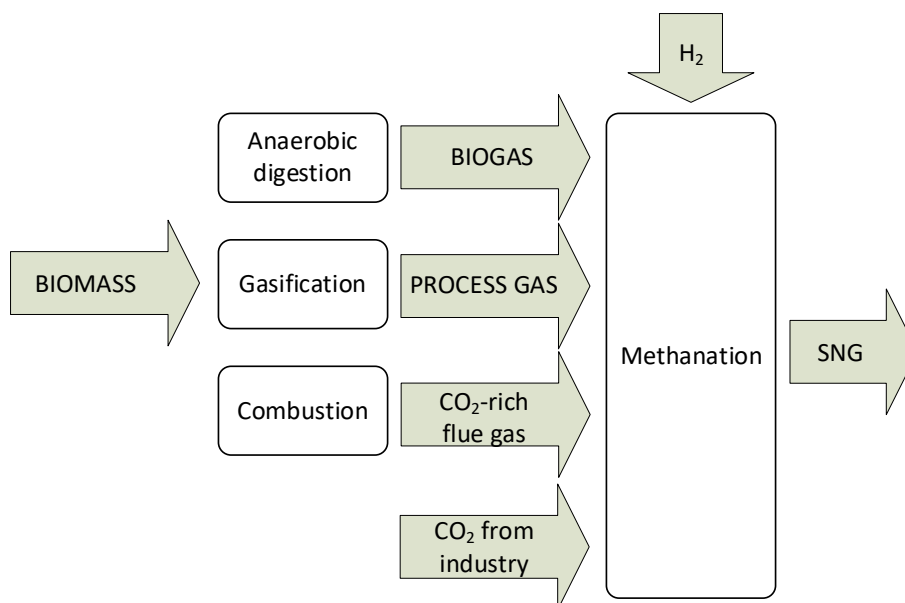 H₂
Anaerobic
digestion
BIOGAS
BIOMASS
Gasification
PROCESS GAS
Methanation
SNG
Combustion
CO₂-rich
flue gas
CO₂ from
industry